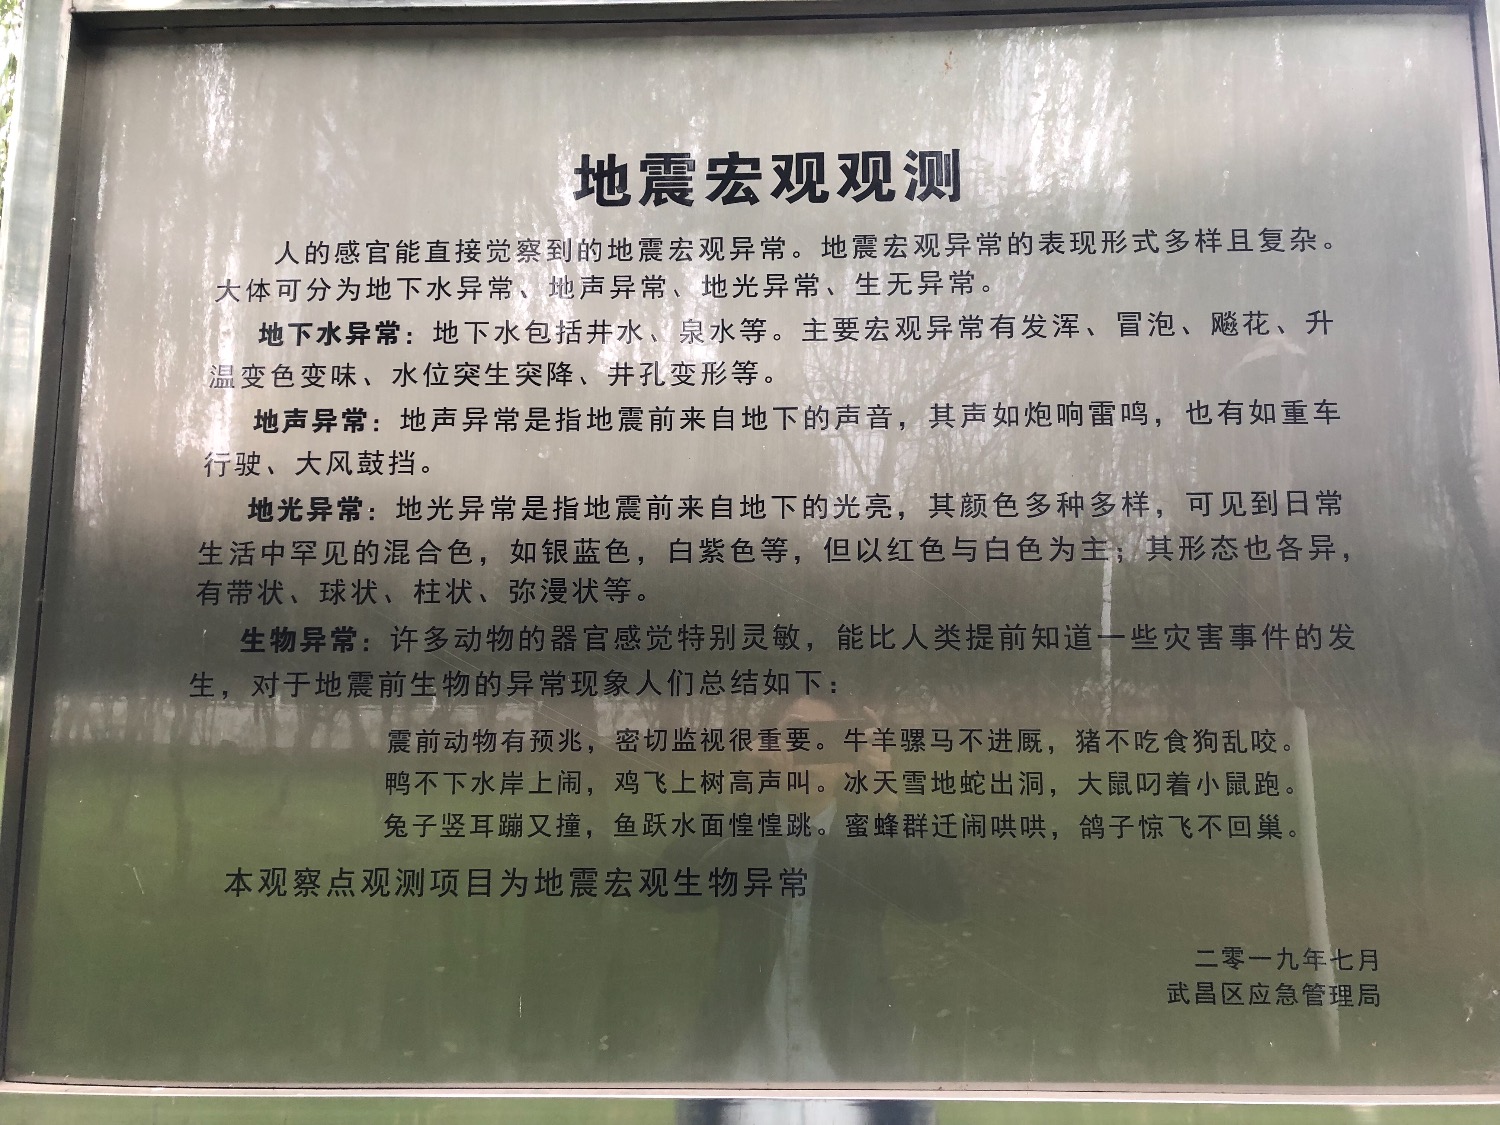 地震宏观观测
人的感官能直接觉察到的地震宏观异常。地震宏观异常的表现形式多样且复杂。
大体可分为地下水异常、地声异常、地光异常、生无异常。
地下水异常：地下水包括井水、泉水等。主要宏观异常有发浑、冒泡、飚花、升
温变色变味、水位突生突降、井孔变形等。
地声异常：地声异常是指地震前来自地下的声音，其声如炮响雷鸣，也有如重车
行驶、大风鼓挡。
地光异常：地光异常是指地震前来自地下的光亮，其颜色多种多样，可见到日常
生活中罕见的混合色，如银蓝色，白紫色等，但以红色与白色为主；其形态也各异，
有带状、球状、柱状、弥漫状等。
生物异常：许多动物的器官感觉特别灵敏，能比人类提前知道一些灾害事件的发
生，对于地震前生物的异常现象人们总结如下：
震前动物有预兆，密切监视很重要。牛羊骡马不进厩，猪不吃食狗乱咬。
鸭不下水岸上闹，鸡飞上树高声叫。冰天雪地蛇出洞，大鼠叼着小鼠跑。
兔子竖耳蹦又撞，鱼跃水面惶惶跳。蜜蜂群迁闹哄哄，鸽子惊飞不回巢。
本观察点观测项目为地震宏观生物异常
二零一九年七月
武昌区应急管理局